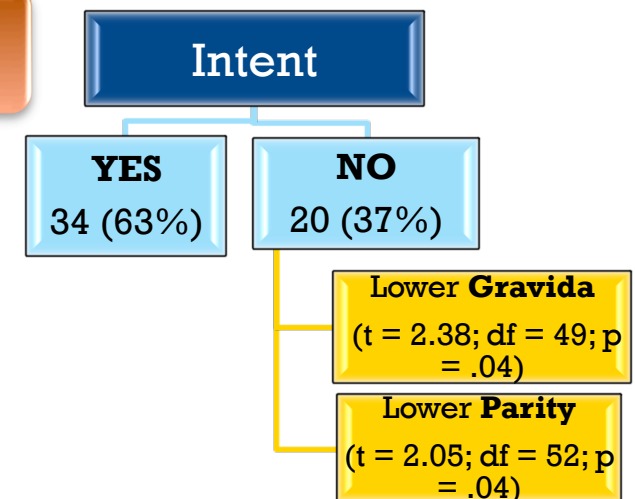 Intent
YES
34 (63%)
NO
20 (37%)
Lower Gravida
(t = 2.38; df = 49; p
= .04)
Lower Parity
(t = 2.05; df = 52; p
= .04)